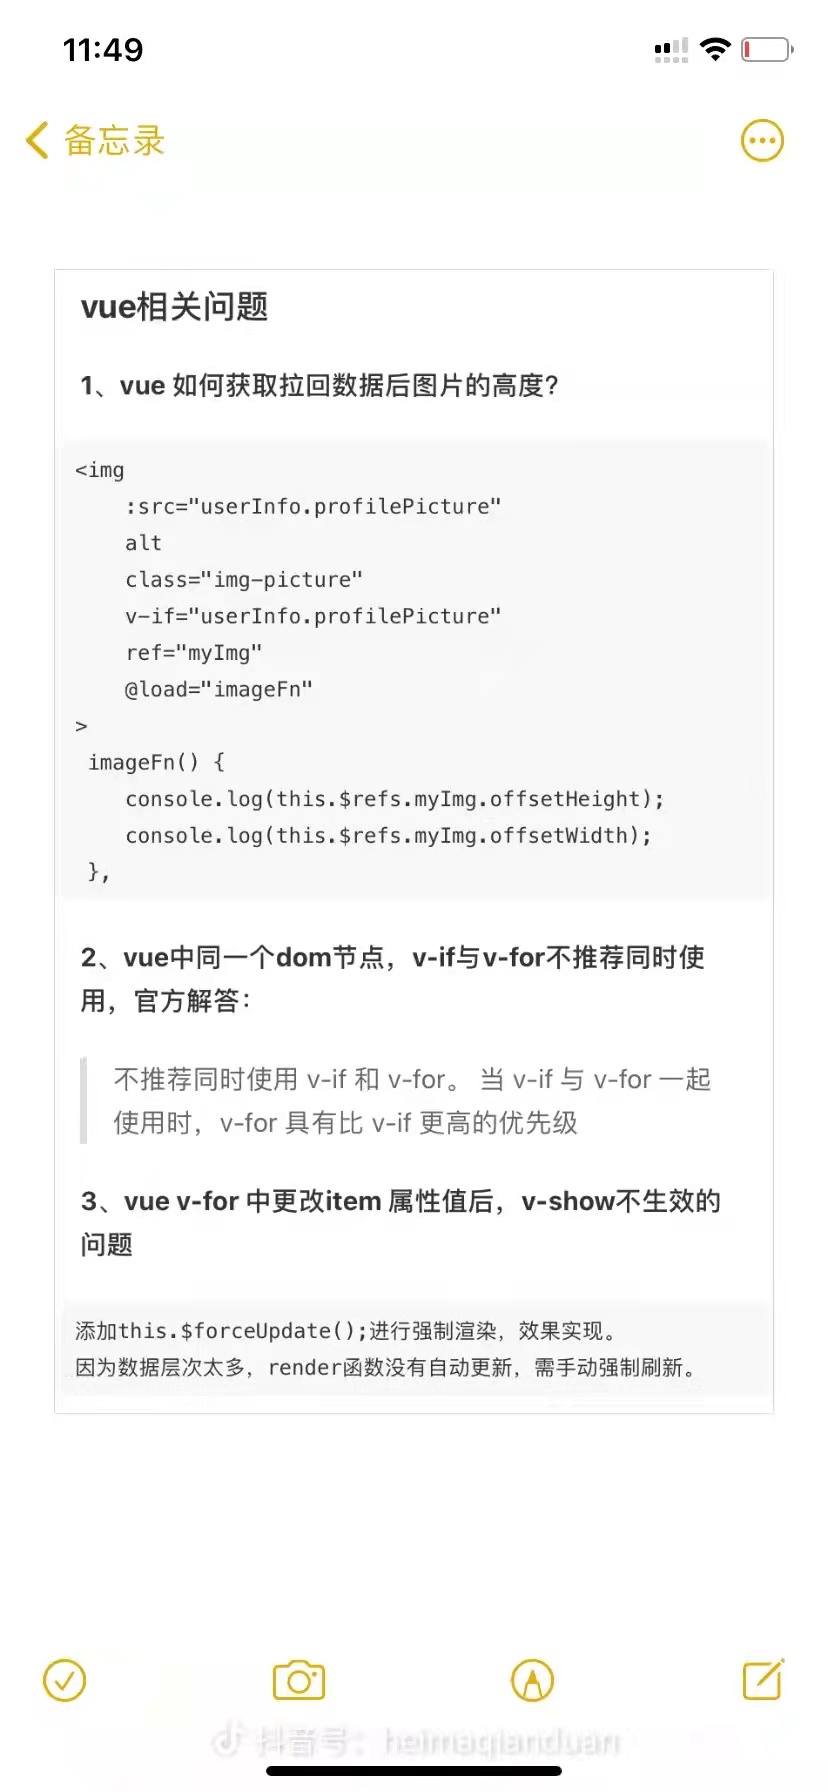 11:49
备忘录
vue相关问题
1、vue 如何获取拉回数据后图片的高度？
<img
:src="userInfo.profilePicture"
alt
class="img-picture"
v-if="userInfo.profilePicture"
ref="myImg"
@load="imageFn"
>
imageFn() {
console.log(this.$refs.myImg.offsetHeight);
console.log(this.$refs.myImg.offsetWidth);
},
2、vue中同一个dom节点，v-if与v-for不推荐同时使
用，官方解答：
不推荐同时使用 v-if 和 v-for。 当 v-if 与 v-for 一起
使用时，v-for 具有比 v-if 更高的优先级
3、vue v-for 中更改item 属性值后，v-show不生效的
问题
添加this.$forceUpdate();进行强制渲染，效果实现。
因为数据层次太多，render函数没有自动更新，需手动强制刷新。
抖音号：heimaqianduan